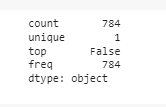 count       784
unique        1
top       False
freq        784
dtype: object